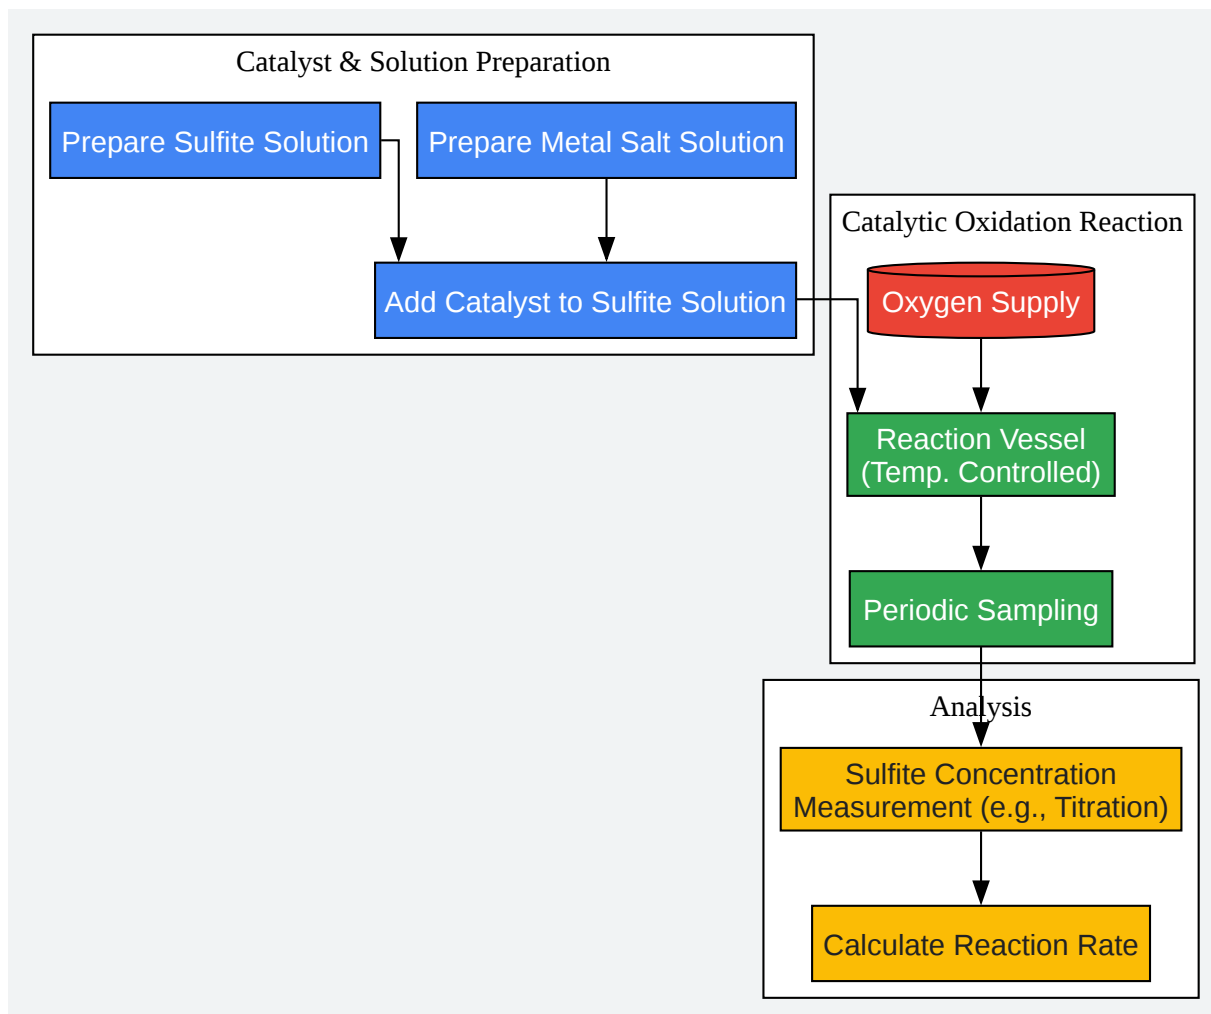 Catalyst & Solution Preparation
Prepare Sulfite Solution
Prepare Metal Salt Solution
Add Catalyst to Sulfite Solution
Catalytic Oxidation Reaction
Oxygen Supply
Reaction Vessel
(Temp. Controlled)
Periodic Sampling
Analysis
Sulfite Concentration
Measurement (e.g., Titration)
Calculate Reaction Rate